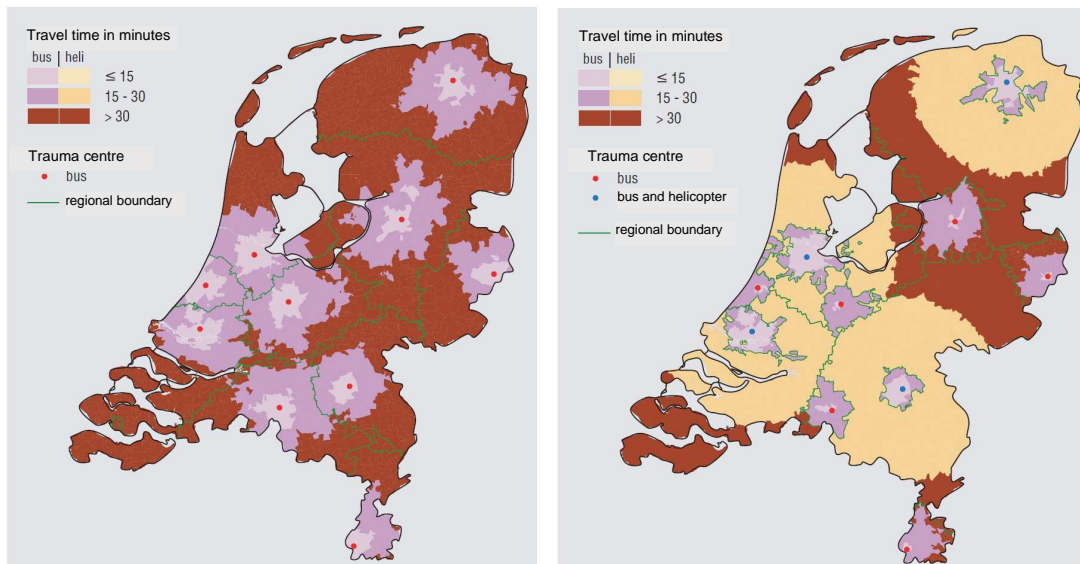 Travel time in minutes
bus | heli
≤ 15
15 - 30
> 30
Trauma centre
bus
regional boundary
Travel time in minutes
bus | heli
≤ 15
15 - 30
> 30
Trauma centre
bus
bus and helicopter
regional boundary